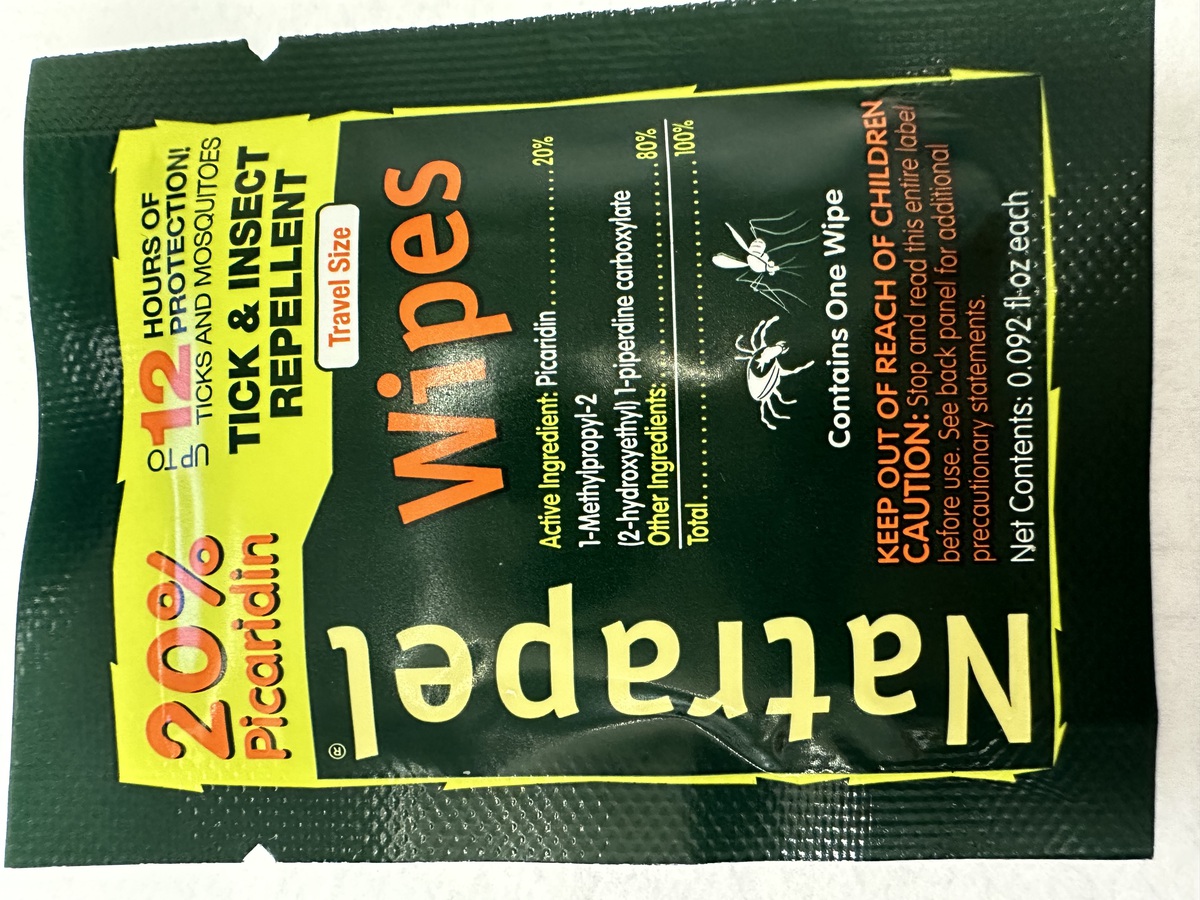 20%
Picaridin
UP TO 12 HOURS OF
PROTECTION!
TICKS AND MOSQUITOES
TICK & INSECT
REPELLENT
Travel Size
Natrapel®
Wipes
Active Ingredient: Picaridin..................20%
1-Methylpropyl-2
(2-hydroxyethyl) 1-piperdine carboxylate
Other Ingredients:..........................80%
Total.........................................100%
Contains One Wipe
KEEP OUT OF REACH OF CHILDREN
CAUTION: Stop and read this entire label
before use. See back panel for additional
precautionary statements.
Net Contents: 0.092 fl oz each